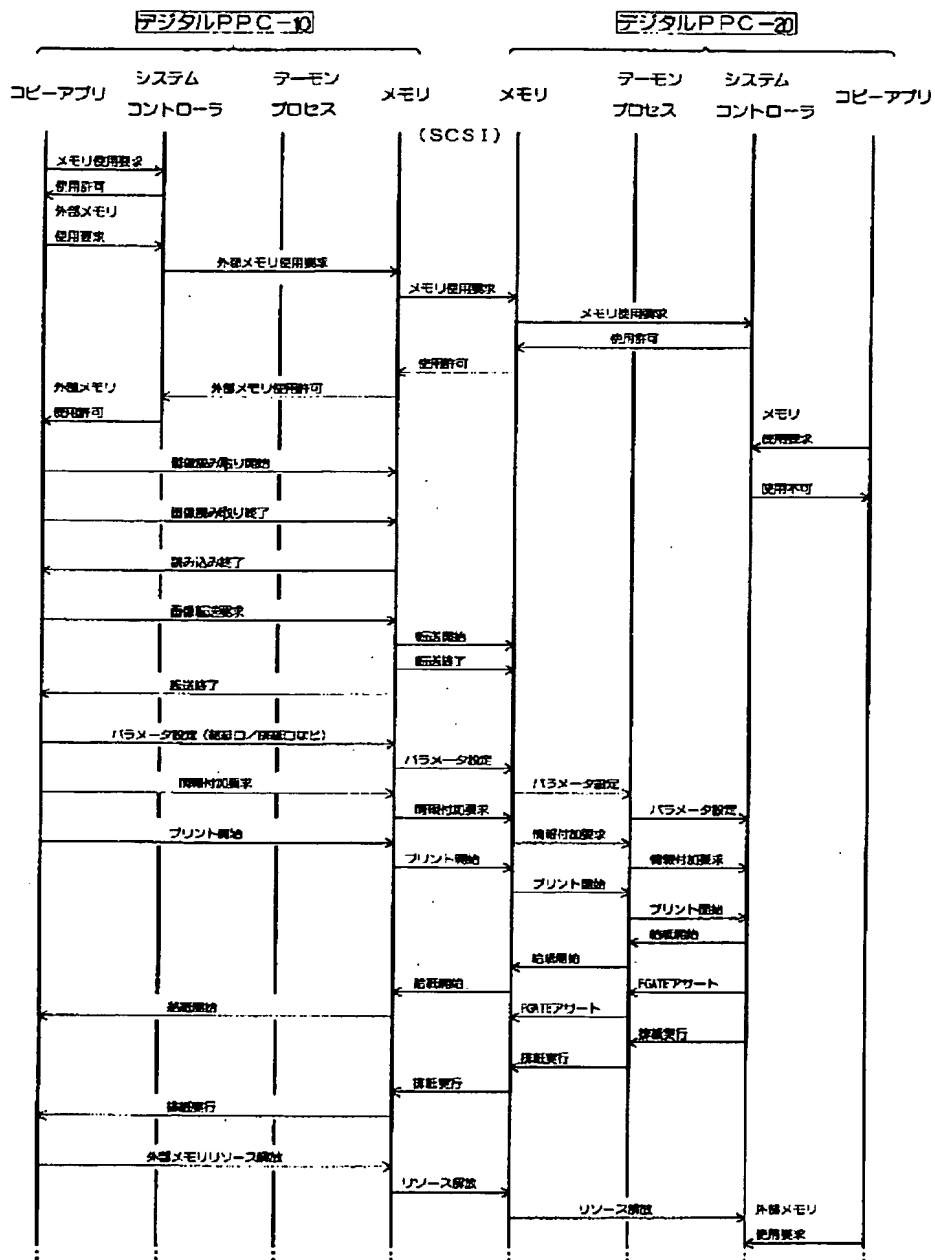 デジタルPPC-10
デジタルPPC-20
コピーアプリ
システム
コントローラ
デーモン
プロセス
メモリ
メモリ
デーモン
プロセス
システム
コントローラ
コピーアプリ
(SCSI)
メモリ使用要求
使用許可
外部メモリ
使用要求
外部メモリ使用要求
メモリ使用要求
メモリ使用要求
使用許可
使用許可
外部メモリ
外部メモリ使用許可
使用許可
メモリ
使用要求
画像読み取り開始
使用不可
画像読み取り終了
読み込み終了
画像転送要求
転送開始
転送終了
転送終了
パラメータ設定(給紙口/排紙口など)
パラメータ設定
情報付加要求
パラメータ設定
情報付加要求
パラメータ設定
プリント開始
情報付加要求
プリント開始
情報付加要求
プリント開始
プリント開始
給紙開始
給紙開始
給紙開始
FGATEアサート
給紙開始
FGATEアサート
排紙実行
排紙実行
排紙実行
排紙実行
外部メモリリソース解放
リソース解放
リソース解放
外部メモリ
使用要求